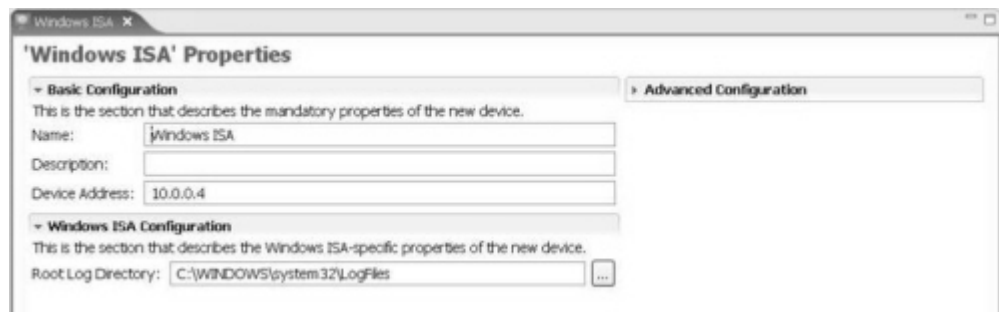 Windows ISA
'Windows ISA' Properties
Basic Configuration
This is the section that describes the mandatory properties of the new device.
Name: Windows ISA
Description:
Device Address: 10.0.0.4
Windows ISA Configuration
This is the section that describes the Windows ISA-specific properties of the new device.
Root Log Directory: C:\WINDOWS\system32\LogFiles ...
Advanced Configuration